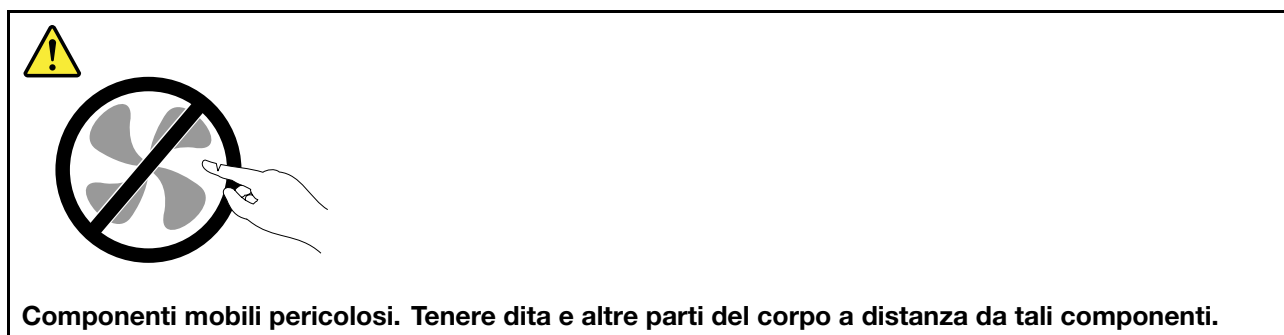 Componenti mobili pericolosi. Tenere dita e altre parti del corpo a distanza da tali componenti.